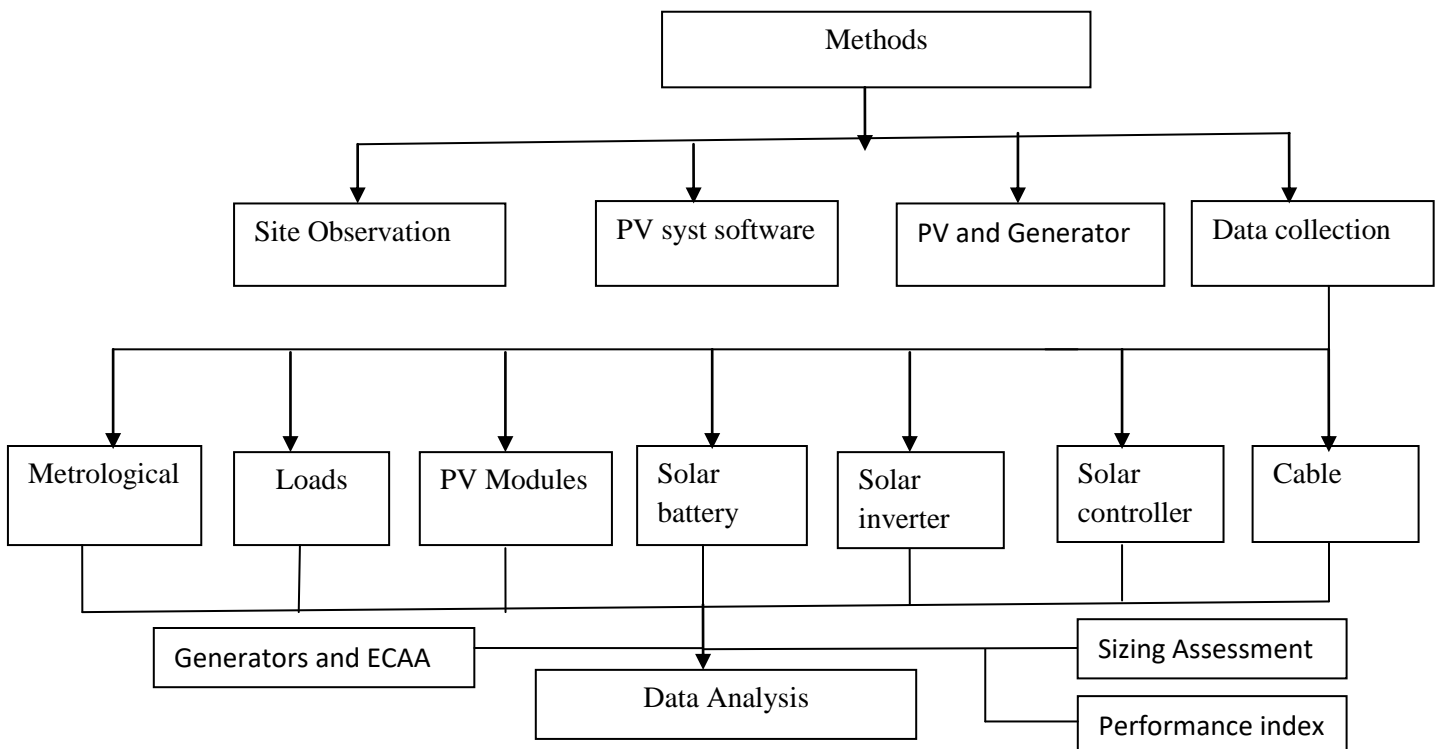 Methods
Site Observation
PV syst software
PV and Generator
Data collection
Metrological
Loads
PV Modules
Solar
battery
Solar
inverter
Solar
controller
Cable
Generators and ECAA
Sizing Assessment
Data Analysis
Performance index